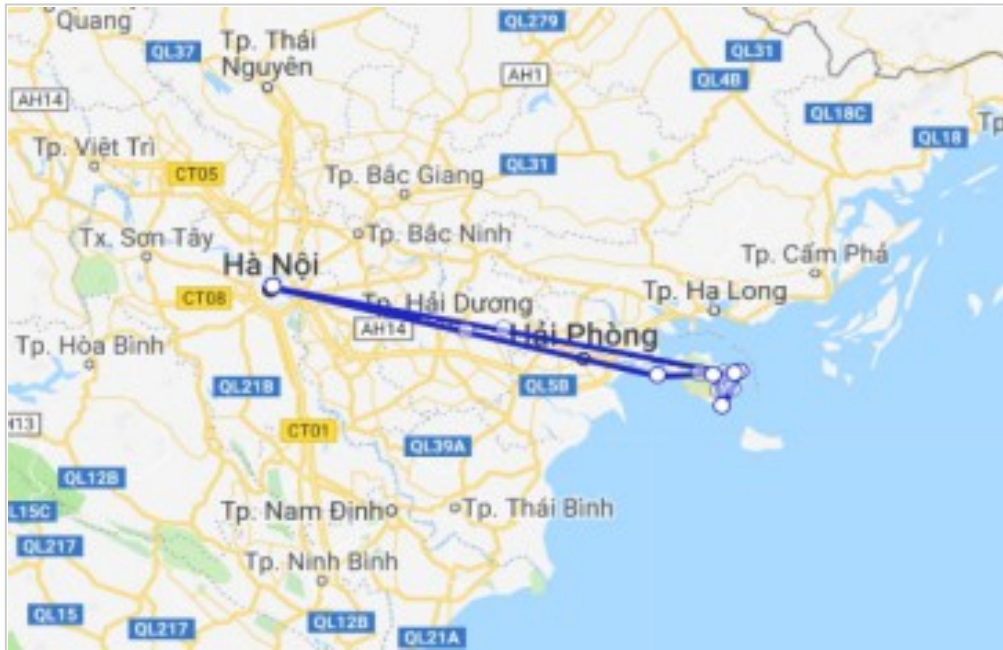 Quang
QL37
Tp. Thái
Nguyên
QL279
QL31
AH1
QL4B
AH14
QL18C
QL18
Tp. Việt Trì
CT05
Tp. Bắc Giang
QL31
Tp. Bắc Ninh
Tx. Sơn Tây
Hà Nội
Tp. Cẩm Phả
CT08
Tp. Hải Dương
Tp. Hạ Long
AH14
Hải Phòng
Tp. Hòa Bình
QL21B
QL5B
H13
CT01
QL39A
QL12B
QL15C
Tp. Nam Định
Tp. Thái Bình
QL217
Tp. Ninh Bình
QL15
QL217
QL12B
QL21A